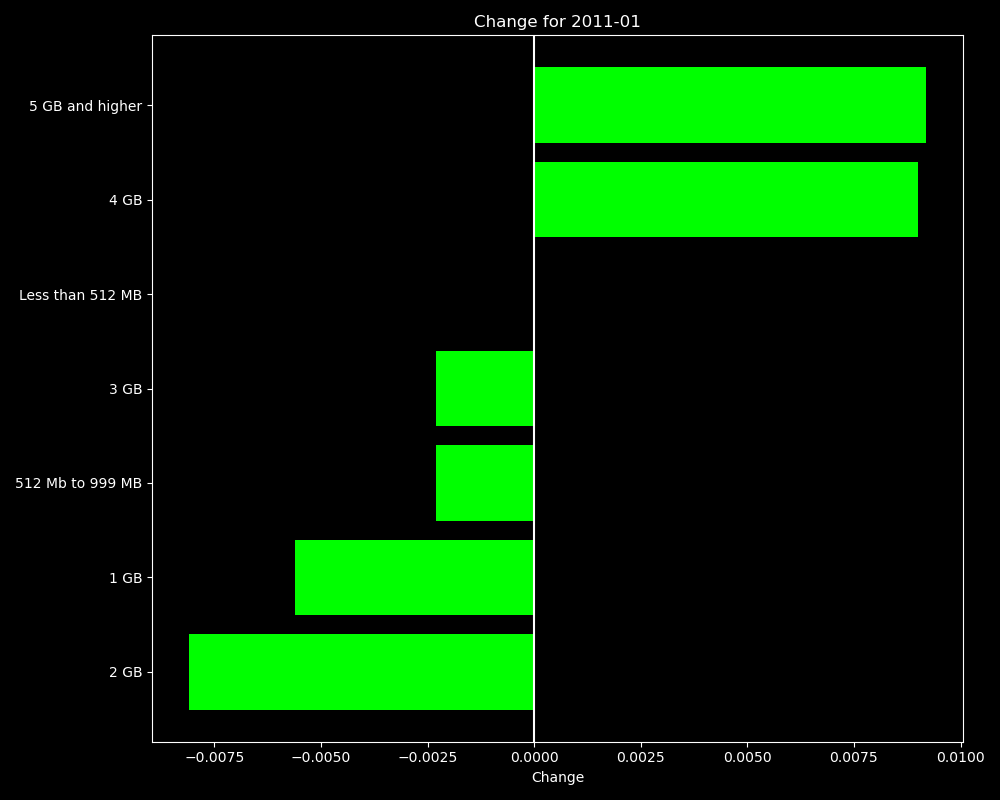 Change for 2011-01
5 GB and higher
4 GB
Less than 512 MB
3 GB
512 Mb to 999 MB
1 GB
2 GB
−0.0075 −0.0050 −0.0025 0.0000 0.0025 0.0050 0.0075 0.0100
Change